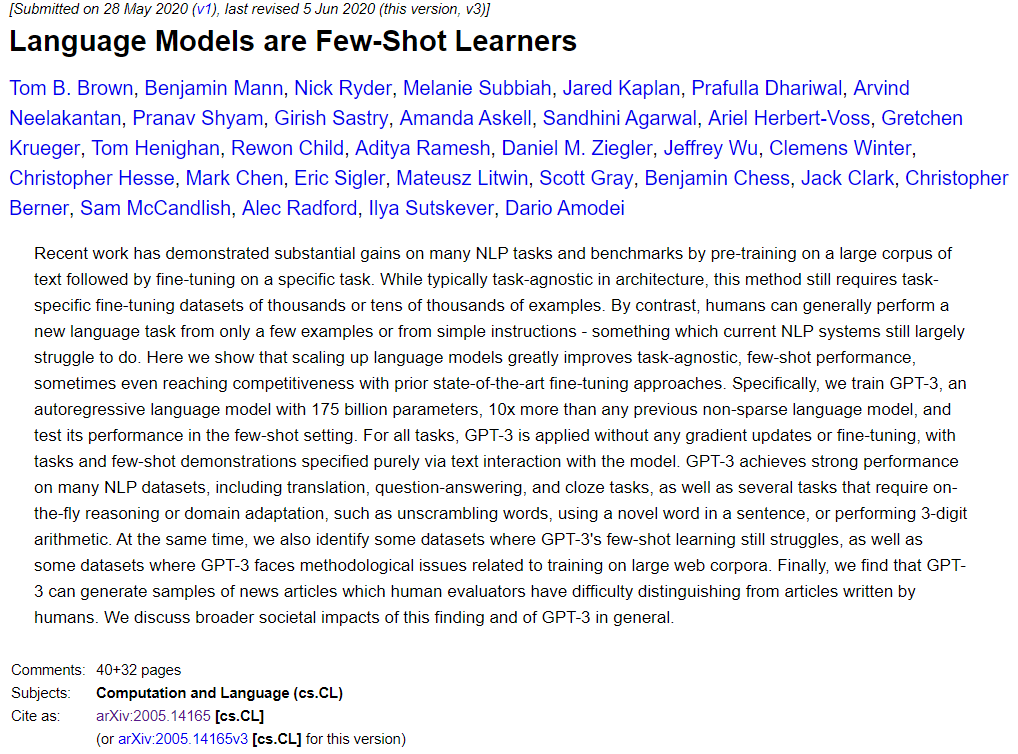 [Submitted on 28 May 2020 (v1), last revised 5 Jun 2020 (this version, v3)]
Language Models are Few-Shot Learners
Tom B. Brown, Benjamin Mann, Nick Ryder, Melanie Subbiah, Jared Kaplan, Prafulla Dhariwal, Arvind
Neelakantan, Pranav Shyam, Girish Sastry, Amanda Askell, Sandhini Agarwal, Ariel Herbert-Voss, Gretchen
Krueger, Tom Henighan, Rewon Child, Aditya Ramesh, Daniel M. Ziegler, Jeffrey Wu, Clemens Winter,
Christopher Hesse, Mark Chen, Eric Sigler, Mateusz Litwin, Scott Gray, Benjamin Chess, Jack Clark, Christopher
Berner, Sam McCandlish, Alec Radford, Ilya Sutskever, Dario Amodei
Recent work has demonstrated substantial gains on many NLP tasks and benchmarks by pre-training on a large corpus of
text followed by fine-tuning on a specific task. While typically task-agnostic in architecture, this method still requires task-
specific fine-tuning datasets of thousands or tens of thousands of examples. By contrast, humans can generally perform a
new language task from only a few examples or from simple instructions - something which current NLP systems still largely
struggle to do. Here we show that scaling up language models greatly improves task-agnostic, few-shot performance,
sometimes even reaching competitiveness with prior state-of-the-art fine-tuning approaches. Specifically, we train GPT-3, an
autoregressive language model with 175 billion parameters, 10x more than any previous non-sparse language model, and
test its performance in the few-shot setting. For all tasks, GPT-3 is applied without any gradient updates or fine-tuning, with
tasks and few-shot demonstrations specified purely via text interaction with the model. GPT-3 achieves strong performance
on many NLP datasets, including translation, question-answering, and cloze tasks, as well as several tasks that require on-
the-fly reasoning or domain adaptation, such as unscrambling words, using a novel word in a sentence, or performing 3-digit
arithmetic. At the same time, we also identify some datasets where GPT-3's few-shot learning still struggles, as well as
some datasets where GPT-3 faces methodological issues related to training on large web corpora. Finally, we find that GPT-
3 can generate samples of news articles which human evaluators have difficulty distinguishing from articles written by
humans. We discuss broader societal impacts of this finding and of GPT-3 in general.
Comments: 40+32 pages
Subjects: Computation and Language (cs.CL)
Cite as: arXiv:2005.14165 [cs.CL]
(or arXiv:2005.14165v3 [cs.CL] for this version)